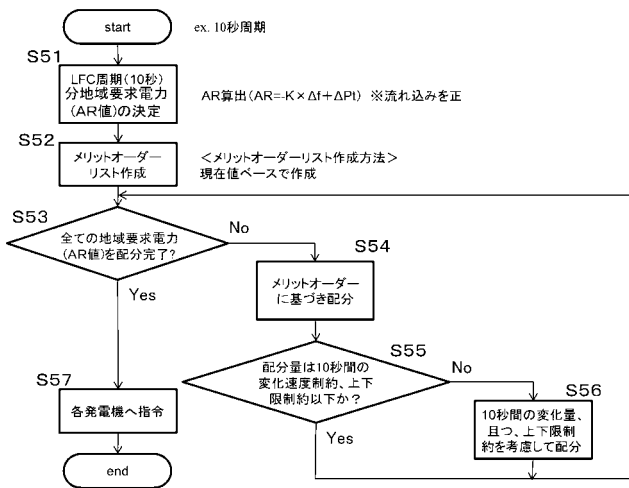 start
ex. 10秒周期
S51
LFC周期(10秒)
分地域要求電力
(AR値)の決定
AR算出(AR=-K×Δf+ΔPt) ※流れ込みを正
S52
メリットオーダー
リスト作成
<メリットオーダーリスト作成方法>
現在値ベースで作成
S53
全ての地域要求電力
(AR値)を配分完了?
No
Yes
S54
メリットオーダー
に基づき配分
S55
配分量は10秒間の
変化速度制約、上下
限制約以下か?
No
Yes
S56
10秒間の変化量、
且つ、上下限制
約を考慮して配分
S57
各発電機へ指令
end